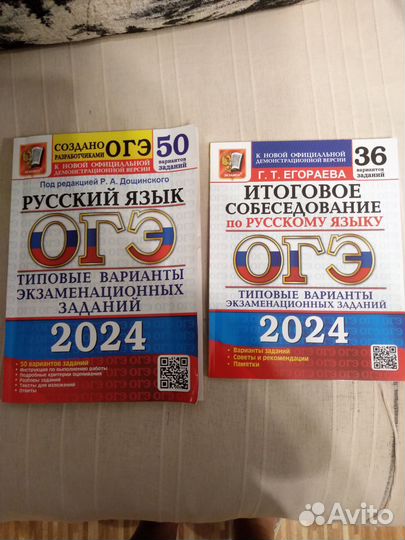 СОЗДАНО
РАЗРАБОТЧИКАМИ
ОГЭ
50
вариантов
заданий
К НОВОЙ ОФИЦИАЛЬНОЙ
ДЕМОНСТРАЦИОННОЙ ВЕРСИИ
Под редакцией Р. А. Дощинского
РУССКИЙ ЯЗЫК
ОГЭ
ТИПОВЫЕ ВАРИАНТЫ
ЭКЗАМЕНАЦИОННЫХ
ЗАДАНИЙ
2024
• 50 вариантов заданий
• Инструкция по выполнению работы
• Подробные критерии оценивания
• Разборы заданий
• Тексты для изложений
• Ответы
К НОВОЙ ОФИЦИАЛЬНОЙ
ДЕМОНСТРАЦИОННОЙ ВЕРСИИ
36
вариантов
заданий
Г. Т. ЕГОРАЕВА
ИТОГОВОЕ
СОБЕСЕДОВАНИЕ
ПО РУССКОМУ ЯЗЫКУ
ОГЭ
ТИПОВЫЕ ВАРИАНТЫ
ЭКЗАМЕНАЦИОННЫХ ЗАДАНИЙ
2024
• Варианты заданий
• Советы и рекомендации
• Памятки
Avito